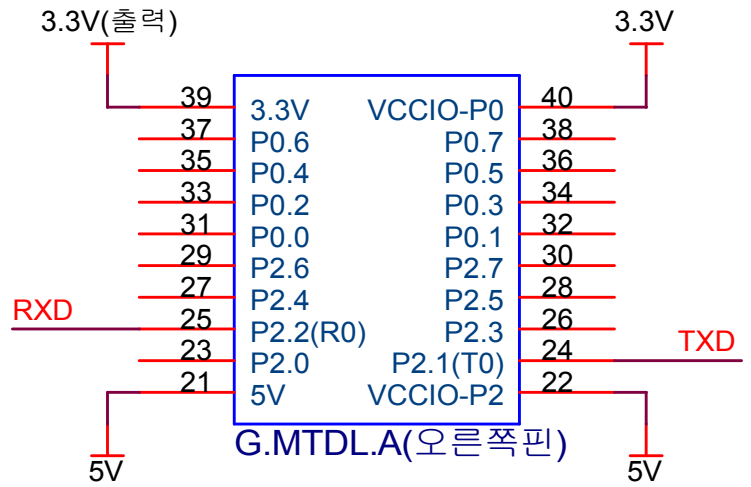 3.3V(출력) 3.3V
39 3.3V VCCIO-P0 40
37 P0.6 P0.7 38
35 P0.4 P0.5 36
33 P0.2 P0.3 34
31 P0.0 P0.1 32
29 P2.6 P2.7 30
27 P2.4 P2.5 28
RXD 25 P2.2(R0) P2.3 26
23 P2.0 P2.1(T0) 24 TXD
21 5V VCCIO-P2 22
G.MTDL.A(오른쪽핀)
5V 5V